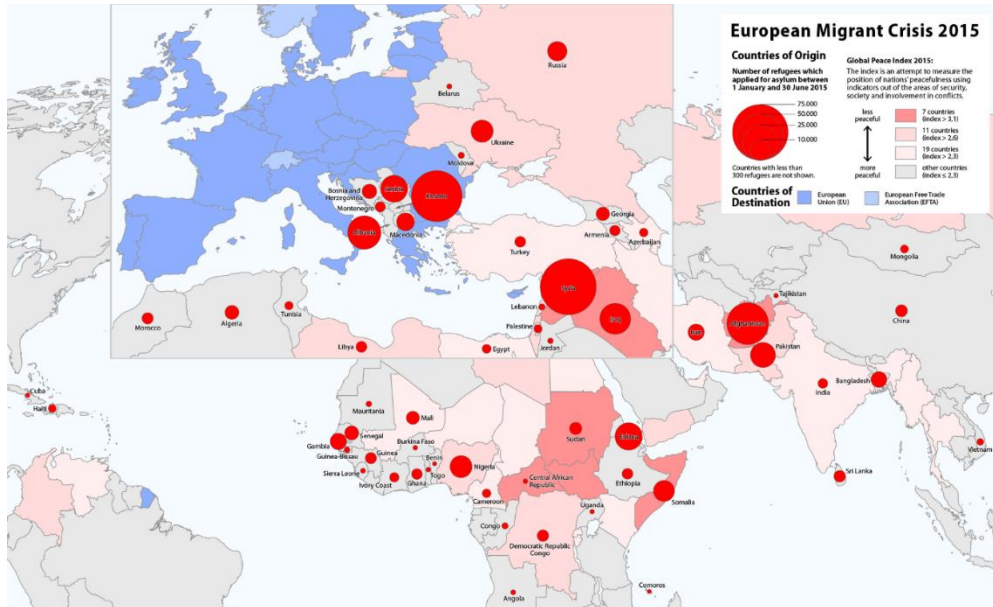 European Migrant Crisis 2015
Countries of Origin
Number of refugees which
applied for asylum between
1 January and 30 June 2015
75.000
50.000
25.000
10.000
Countries with less than
300 refugees are not shown.
Global Peace Index 2015:
The index is an attempt to measure the
position of nations' peacefulness using
indicators out of the areas of security,
society and involvement in conflicts.
less
peaceful
more
peaceful
7 countries
(index > 3,1)
11 countries
(index > 2,6)
19 countries
(index > 2,3)
other countries
(index ≤ 2,3)
Countries of
Destination
European
Union (EU)
European Free Trade
Association (EFTA)
Russia
Belarus
Ukraine
Moldova
Bosnia and
Herzegovina
Serbia
Kosovo
Montenegro
Albania
Macedonia
Georgia
Armenia
Azerbaijan
Turkey
Mongolia
Syria
Lebanon
Iraq
Palestine
Jordan
Tajikistan
China
Afghanistan
Iran
Pakistan
Morocco
Algeria
Tunisia
Libya
Egypt
India
Bangladesh
Cuba
Haiti
Mauritania
Mali
Senegal
Gambia
Burkina Faso
Guinea-Bissau
Guinea
Benin
Sierra Leone
Togo
Ivory Coast
Ghana
Nigeria
Cameroon
Sudan
Eritrea
Central African
Republic
Ethiopia
Somalia
Sri Lanka
Vietnam
Uganda
Congo
Democratic Republic
Congo
Angola
Comoros